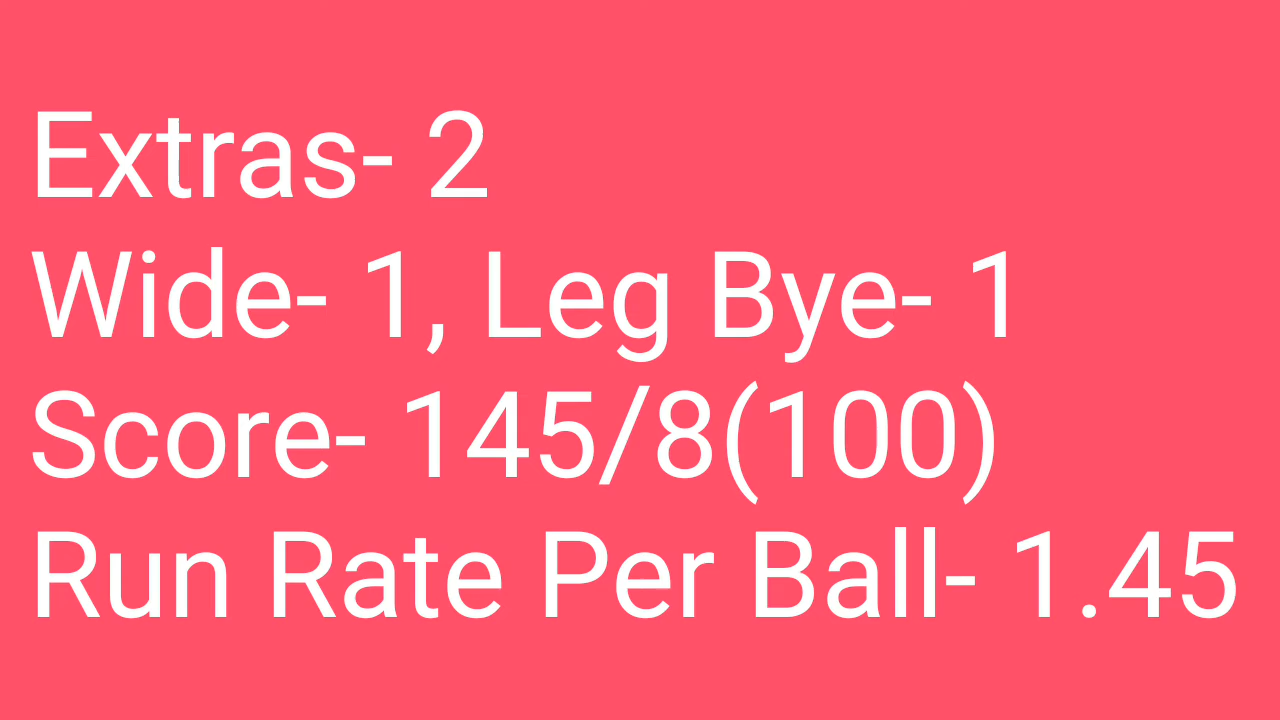 Extras- 2
Wide- 1, Leg Bye- 1
Score- 145/8(100)
Run Rate Per Ball- 1.45